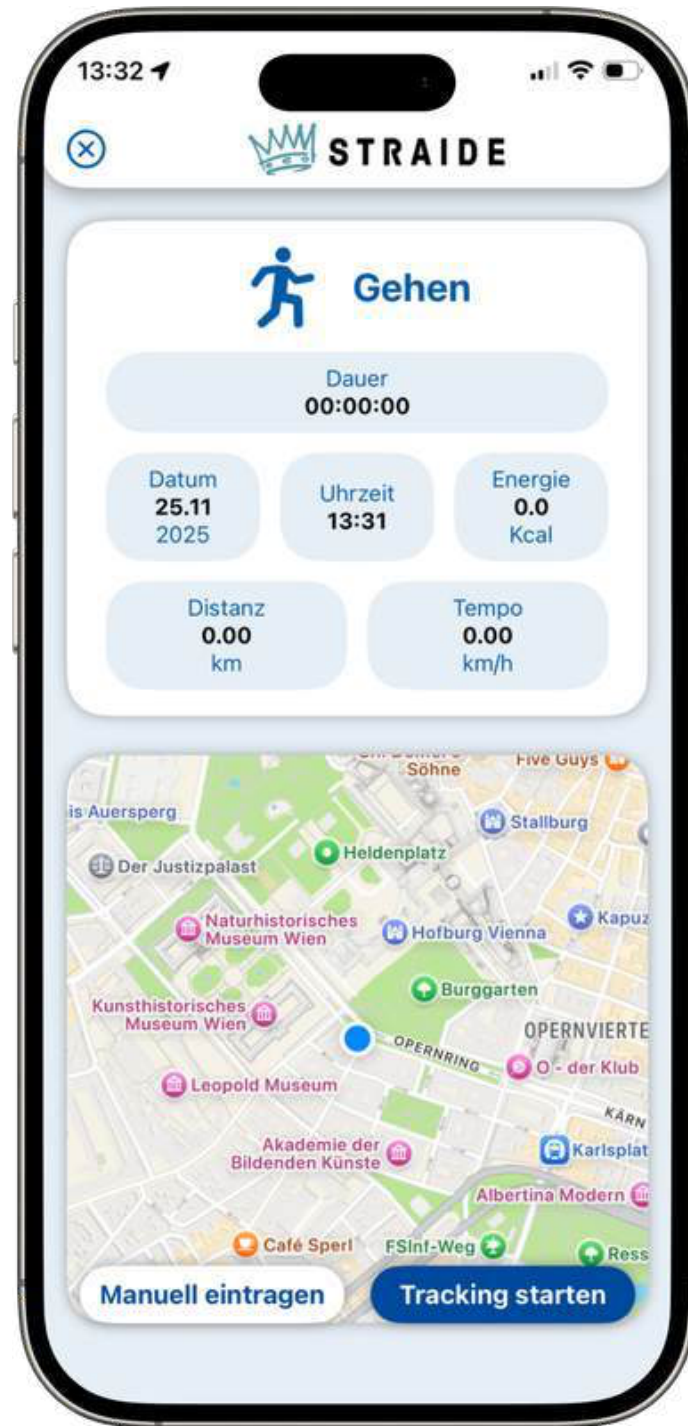 13:32
STRAIDE
Gehen
Dauer
00:00:00
Datum
25.11
2025
Uhrzeit
13:31
Energie
0.0
Kcal
Distanz
0.00
km
Tempo
0.00
km/h
Söhne
Five Guys
is Auersperg
Stallburg
Der Justizpalast
Heldenplatz
Naturhistorisches
Museum Wien
Hofburg Vienna
Kapuz
Burggarten
Kunsthistorisches
Museum Wien
OPERNVIERTE
OPERNRING
O - der Klub
Leopold Museum
KÄRN
Akademie der
Bildenden Künste
Karlsplat
Albertina Modern
Café Sperl
FSInf-Weg
Ress
Manuell eintragen
Tracking starten